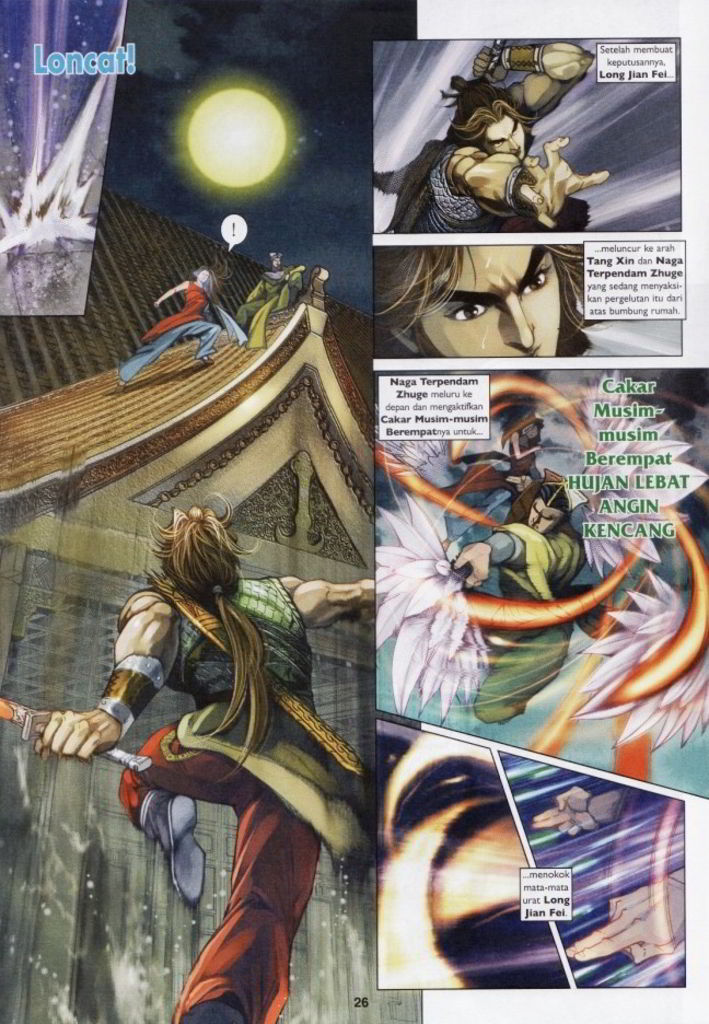 Loncat!
!
Setelah membuat
keputusannya,
Long Jian Fei...
...meluncur ke arah
Tang Xin dan Naga
Terpendam Zhuge
yang sedang menyaksi-
kan pergelutan itu dari
atas bumbung rumah.
Naga Terpendam
Zhuge meluru ke
depan dan mengaktifkan
Cakar Musim-musim
Berempatnya untuk...
Cakar
Musim-
musim
Berempat
HUJAN LEBAT
ANGIN
KENCANG
...menokok
mata-mata
urat Long
Jian Fei.
26